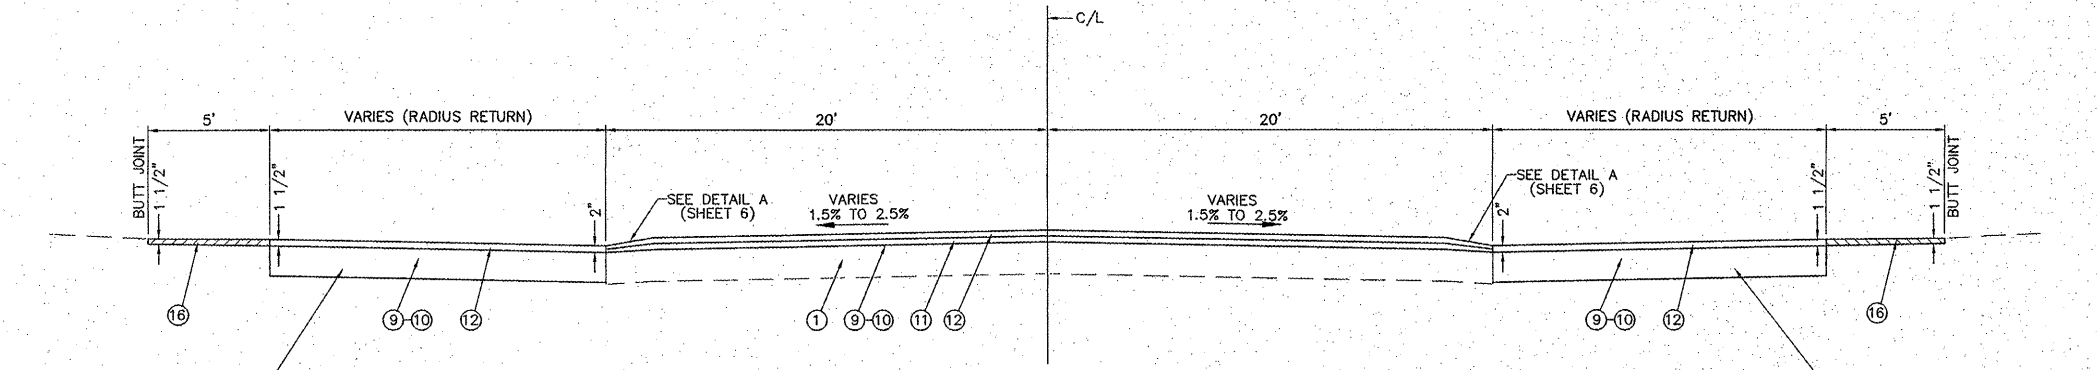 C/L
5'
VARIES (RADIUS RETURN)
20'
20'
VARIES (RADIUS RETURN)
5'
BUTT JOINT
1 1/2"
1 1/2"
2"
SEE DETAIL A
(SHEET 6)
VARIES
1.5% TO 2.5%
VARIES
1.5% TO 2.5%
SEE DETAIL A
(SHEET 6)
2"
1 1/2"
1 1/2"
BUTT JOINT
16
9-10
12
1
9-10
11
12
9-10
12
16